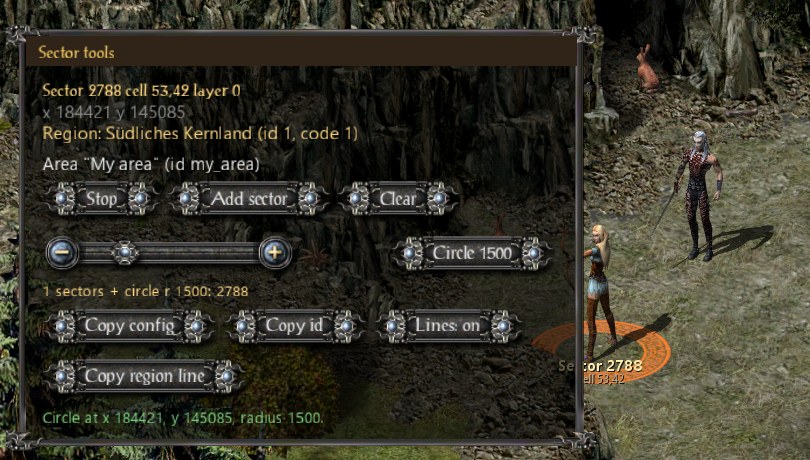 Sector tools
Sector 2788 cell 53,42 layer 0
x 184421 y 145085
Region: Südliches Kernland (id 1, code 1)
Area "My area" (id my_area)
Stop Add sector Clear
Circle 1500
1 sectors + circle r 1500: 2788
Copy config Copy id Lines: on
Copy region line
Circle at x 184421, y 145085, radius 1500.
Sector 2788
cell 53,42